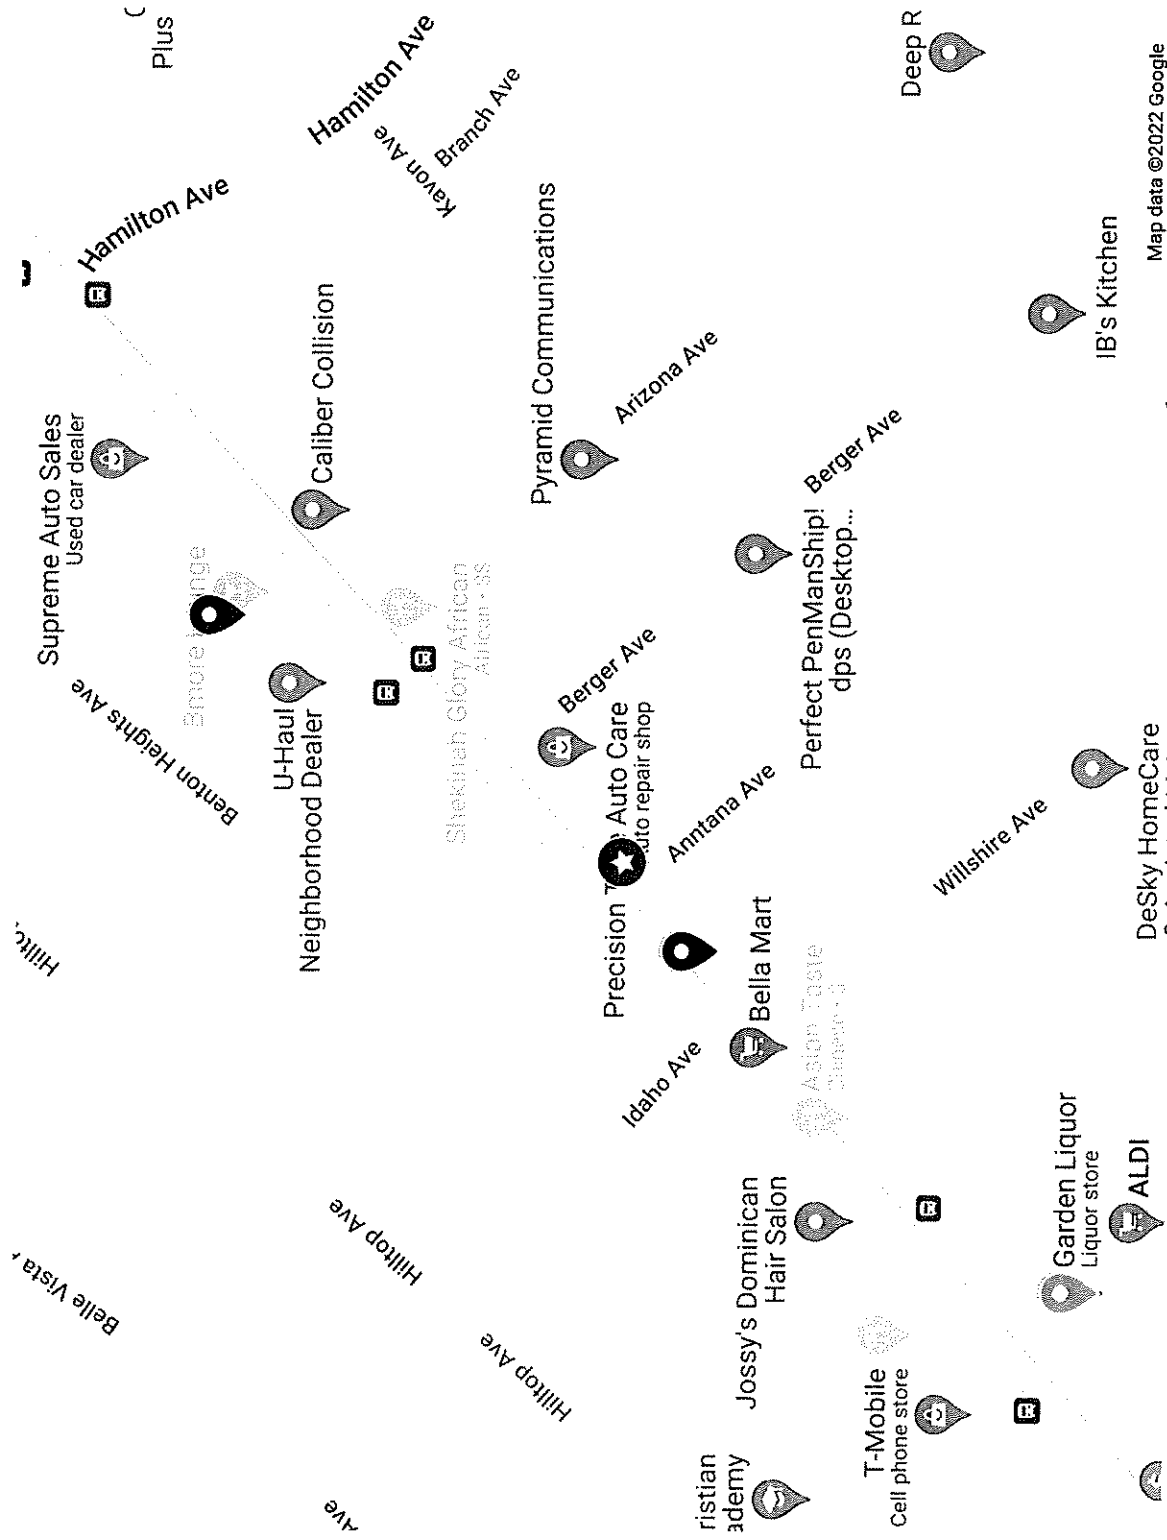 Plus
Hamilton Ave
Hamilton Ave
Kavon Ave
Branch Ave
Deep R
Map data ©2022 Google
Supreme Auto Sales
Used car dealer
Caliber Collision
Pyramid Communications
Arizona Ave
IB's Kitchen
Benton Heights Ave
U-Haul
Neighborhood Dealer
Shekinah Glory African
Berger Ave
Berger Ave
Perfect PenManShip!
dps (Desktop...
Precision
Auto Care
uto repair shop
Anntana Ave
Willshire Ave
DeSky HomeCare
Bella Mart
Asian Taste
Idaho Ave
Belle Vista
Hilltop Ave
Hilltop Ave
Jossy's Dominican
Hair Salon
Garden Liquor
Liquor store
ALDI
T-Mobile
Cell phone store
ristian
ademy
Ave